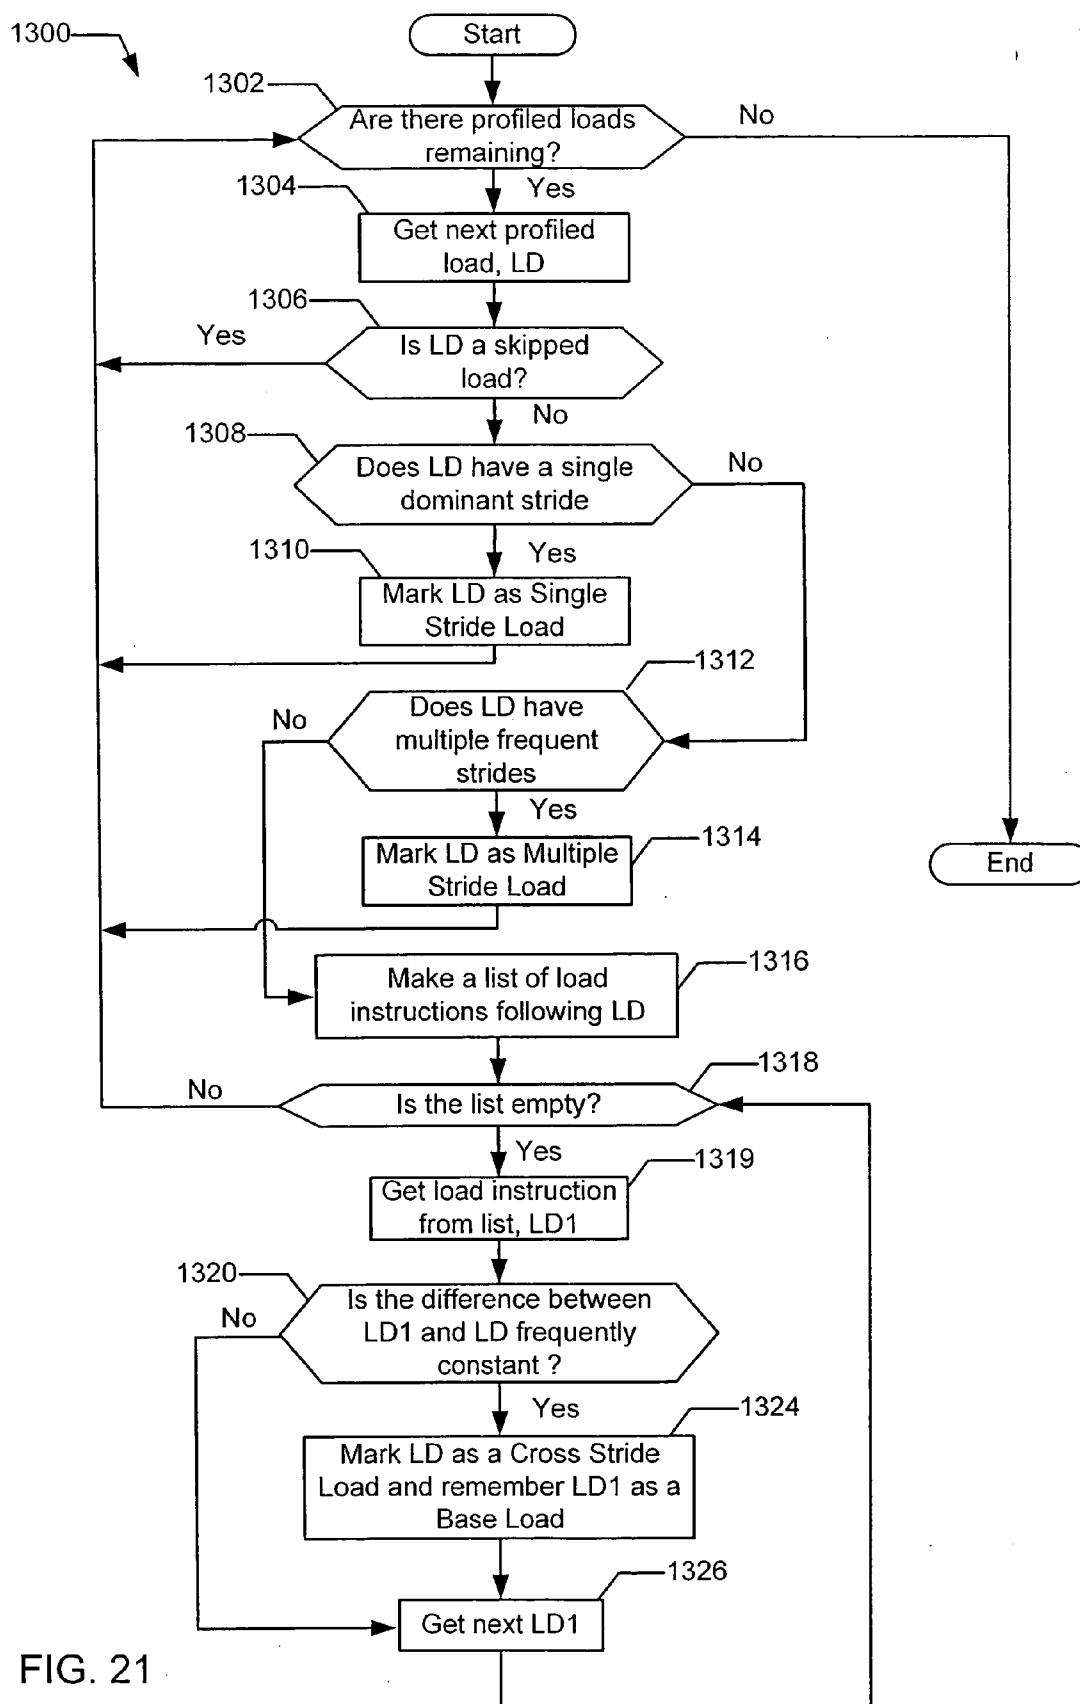 1300
Start
1302
Are there profiled loads
remaining?
No
Yes
1304
Get next profiled
load, LD
1306
Yes
Is LD a skipped
load?
No
1308
Does LD have a single
dominant stride
No
Yes
1310
Mark LD as Single
Stride Load
1312
Does LD have
multiple frequent
strides
No
Yes
1314
Mark LD as Multiple
Stride Load
End
1316
Make a list of load
instructions following LD
1318
No
Is the list empty?
Yes
1319
Get load instruction
from list, LD1
1320
Is the difference between
LD1 and LD frequently
constant ?
No
Yes
1324
Mark LD as a Cross Stride
Load and remember LD1 as a
Base Load
1326
Get next LD1
FIG. 21